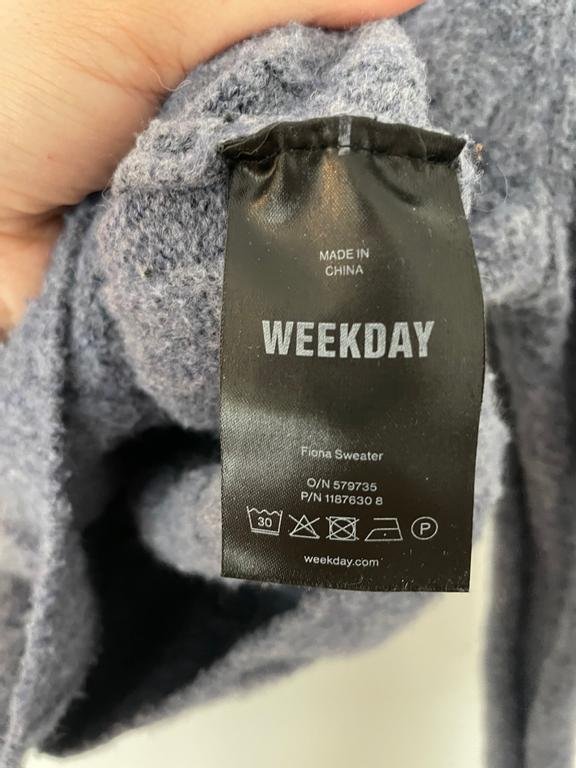 MADE IN
CHINA
WEEKDAY
Fiona Sweater
O/N 579735
P/N 1187630 8
30 P
weekday.com